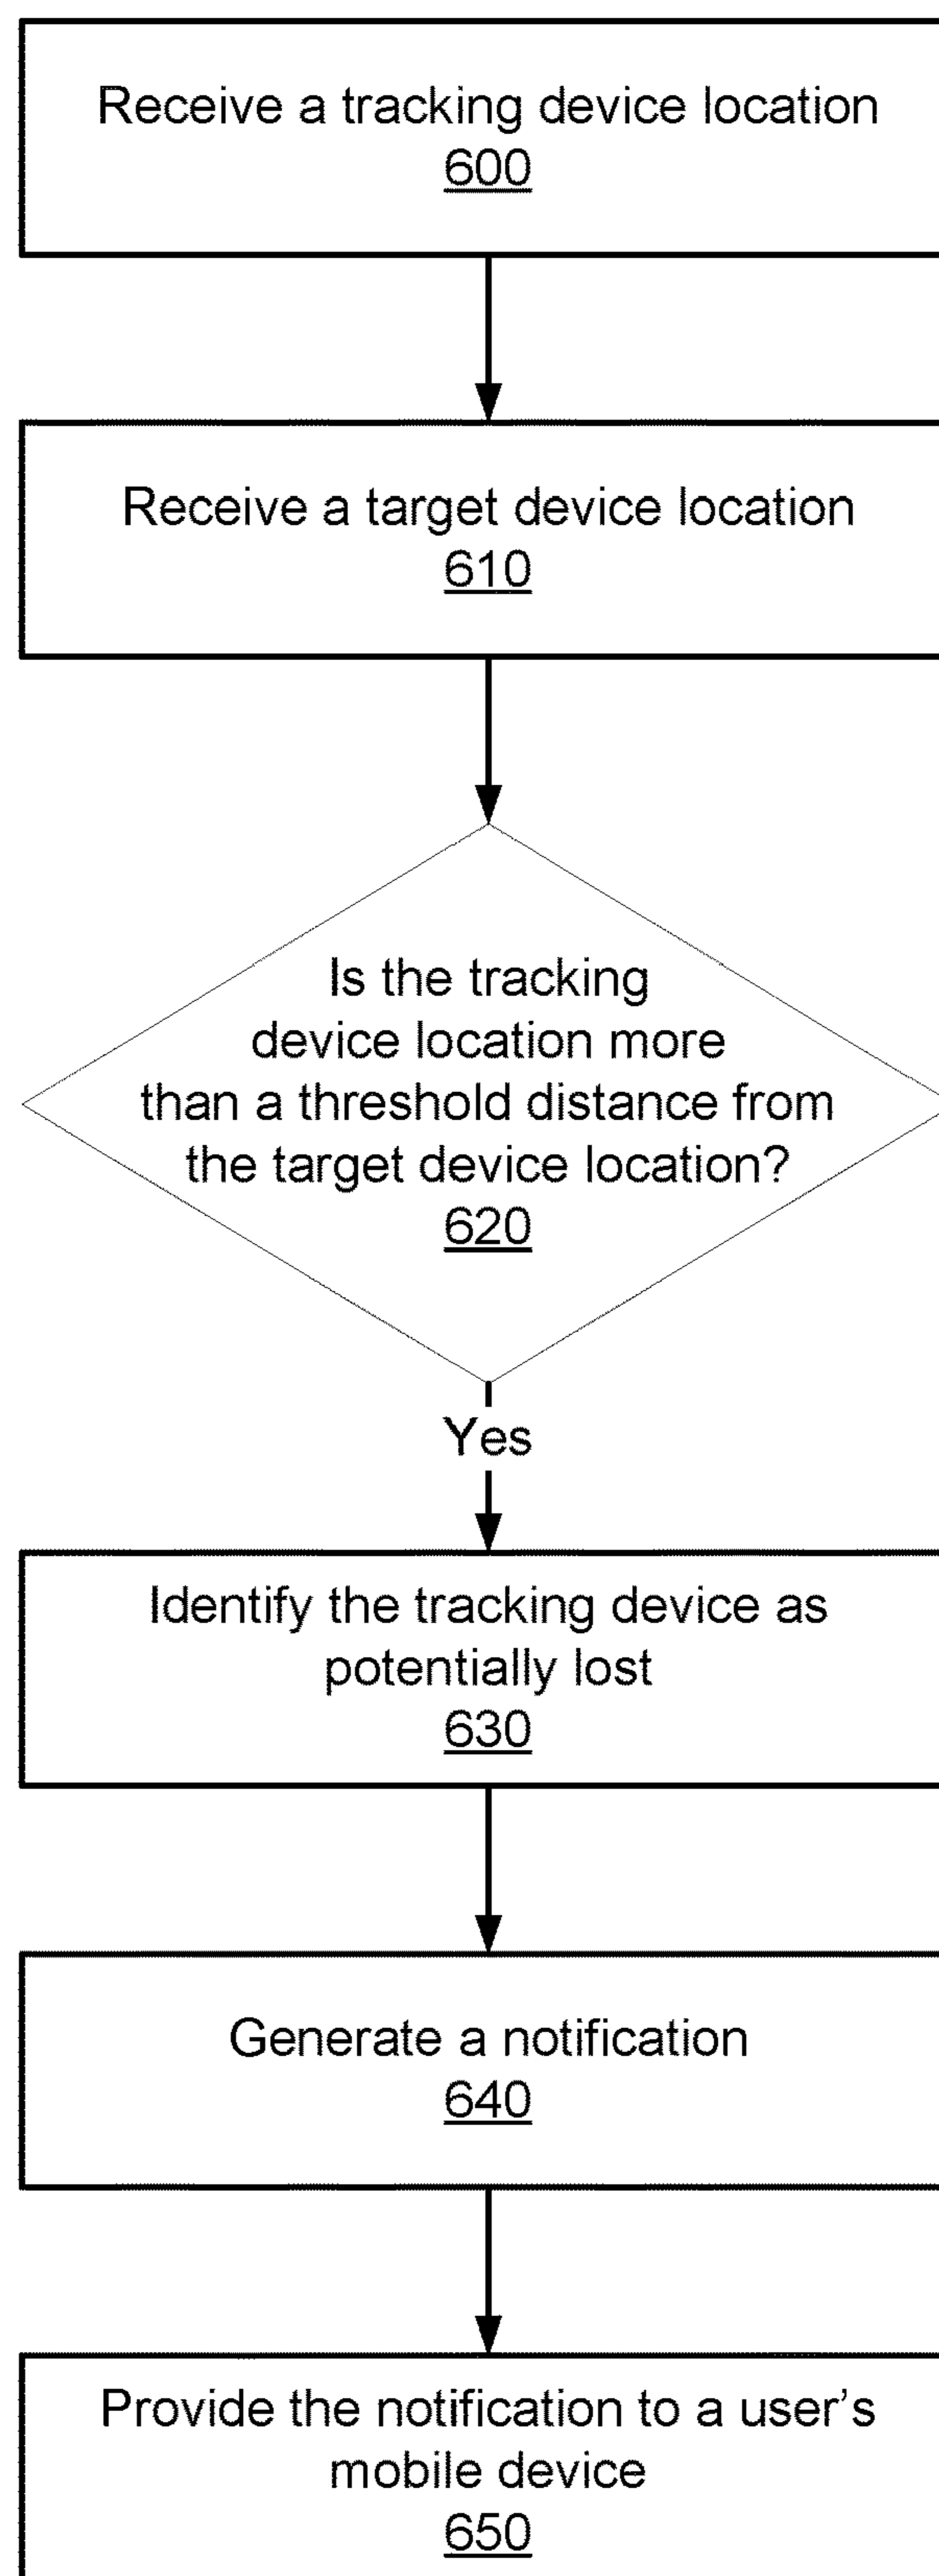 Receive a tracking device location
600
Receive a target device location
610
Is the tracking
device location more
than a threshold distance from
the target device location?
620
Yes
Identify the tracking device as
potentially lost
630
Generate a notification
640
Provide the notification to a user's
mobile device
650